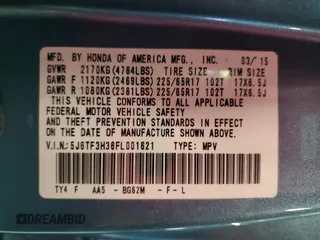 MFD. BY HONDA OF AMERICA MFG., INC. 03/'15
GVWR 2170KG(4784LBS) TIRE SIZE RIM SIZE
GAWR F 1120KG(2469LBS)225/65R17 102T 17X6.5J
GAWR R 1080KG(2381LBS)225/65R17 102T 17X6.5J
THIS VEHICLE CONFORMS TO ALL APPLICABLE
FEDERAL MOTOR VEHICLE SAFETY
AND THEFT PREVENTION STANDARDS IN EFFECT
ON THE DATE OF MANUFACTURE SHOWN ABOVE.
V.I.N.:5J6TF3H36FL001621 TYPE: MPV
TY4 F AA5 - BG62M - F - L
DREAMBID